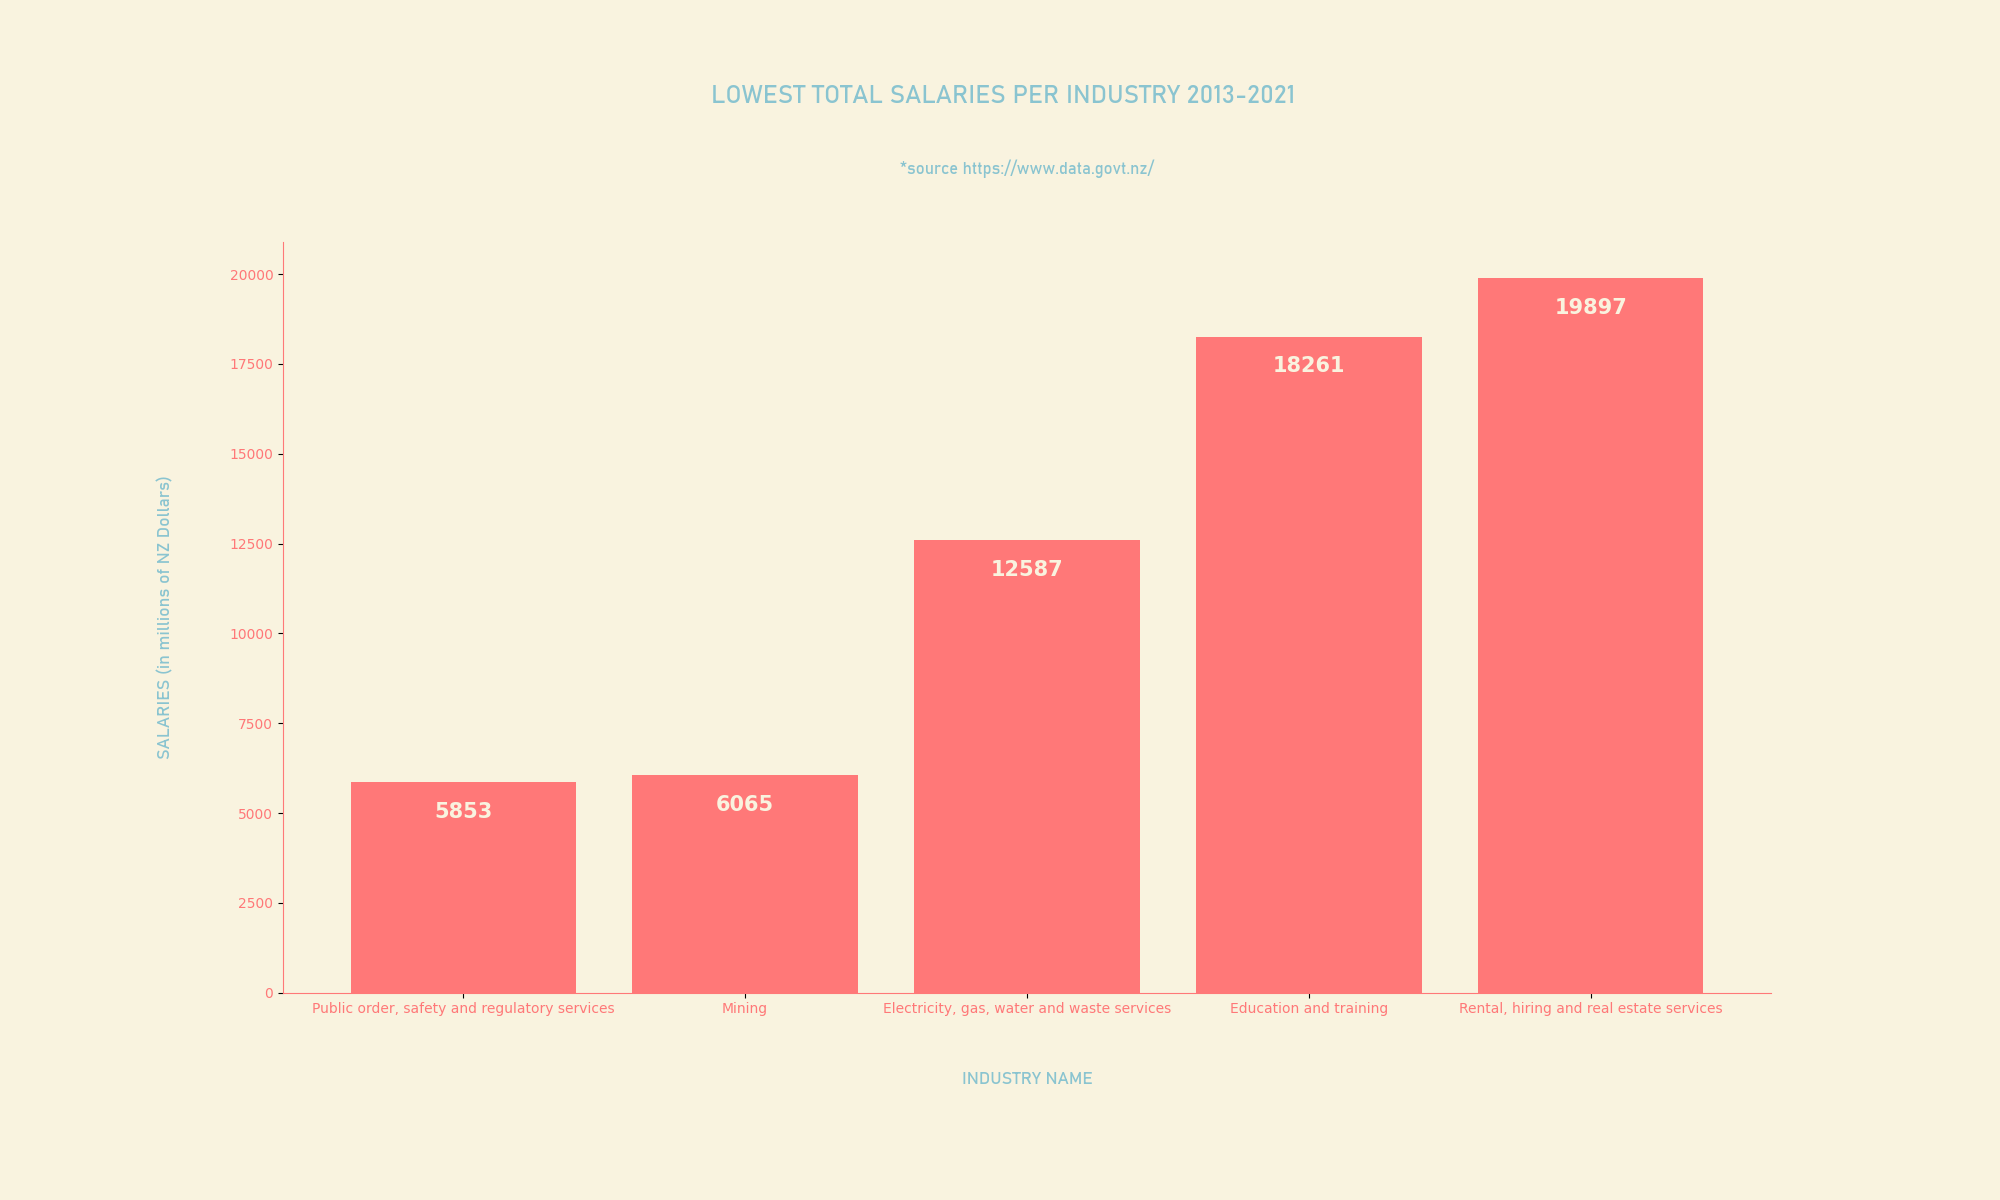 LOWEST TOTAL SALARIES PER INDUSTRY 2013-2021
*source https://www.data.govt.nz/
SALARIES (in millions of NZ Dollars)
20000
17500
15000
12500
10000
7500
5000
2500
0
5853
6065
12587
18261
19897
Public order, safety and regulatory services
Mining
Electricity, gas, water and waste services
Education and training
Rental, hiring and real estate services
INDUSTRY NAME